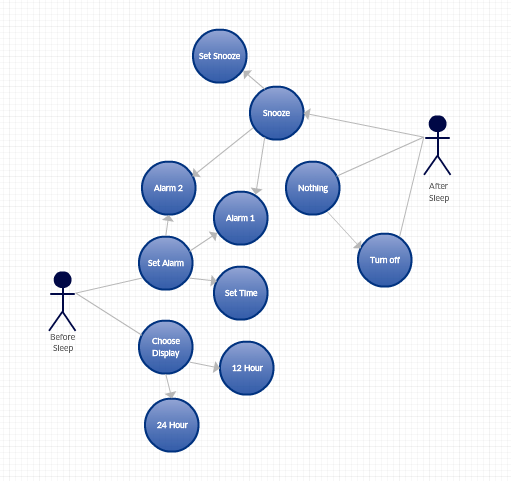 Set Snooze
Snooze
After
Sleep
Alarm 2
Nothing
Alarm 1
Set Alarm
Turn off
Set Time
Before
Sleep
Choose
Display
12 Hour
24 Hour